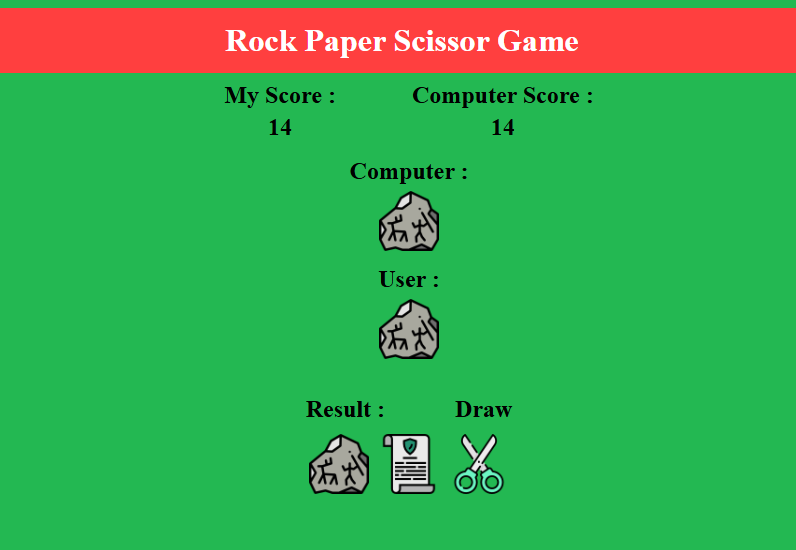 Rock Paper Scissor Game
My Score : Computer Score :
14 14
Computer :
User :
Result : Draw